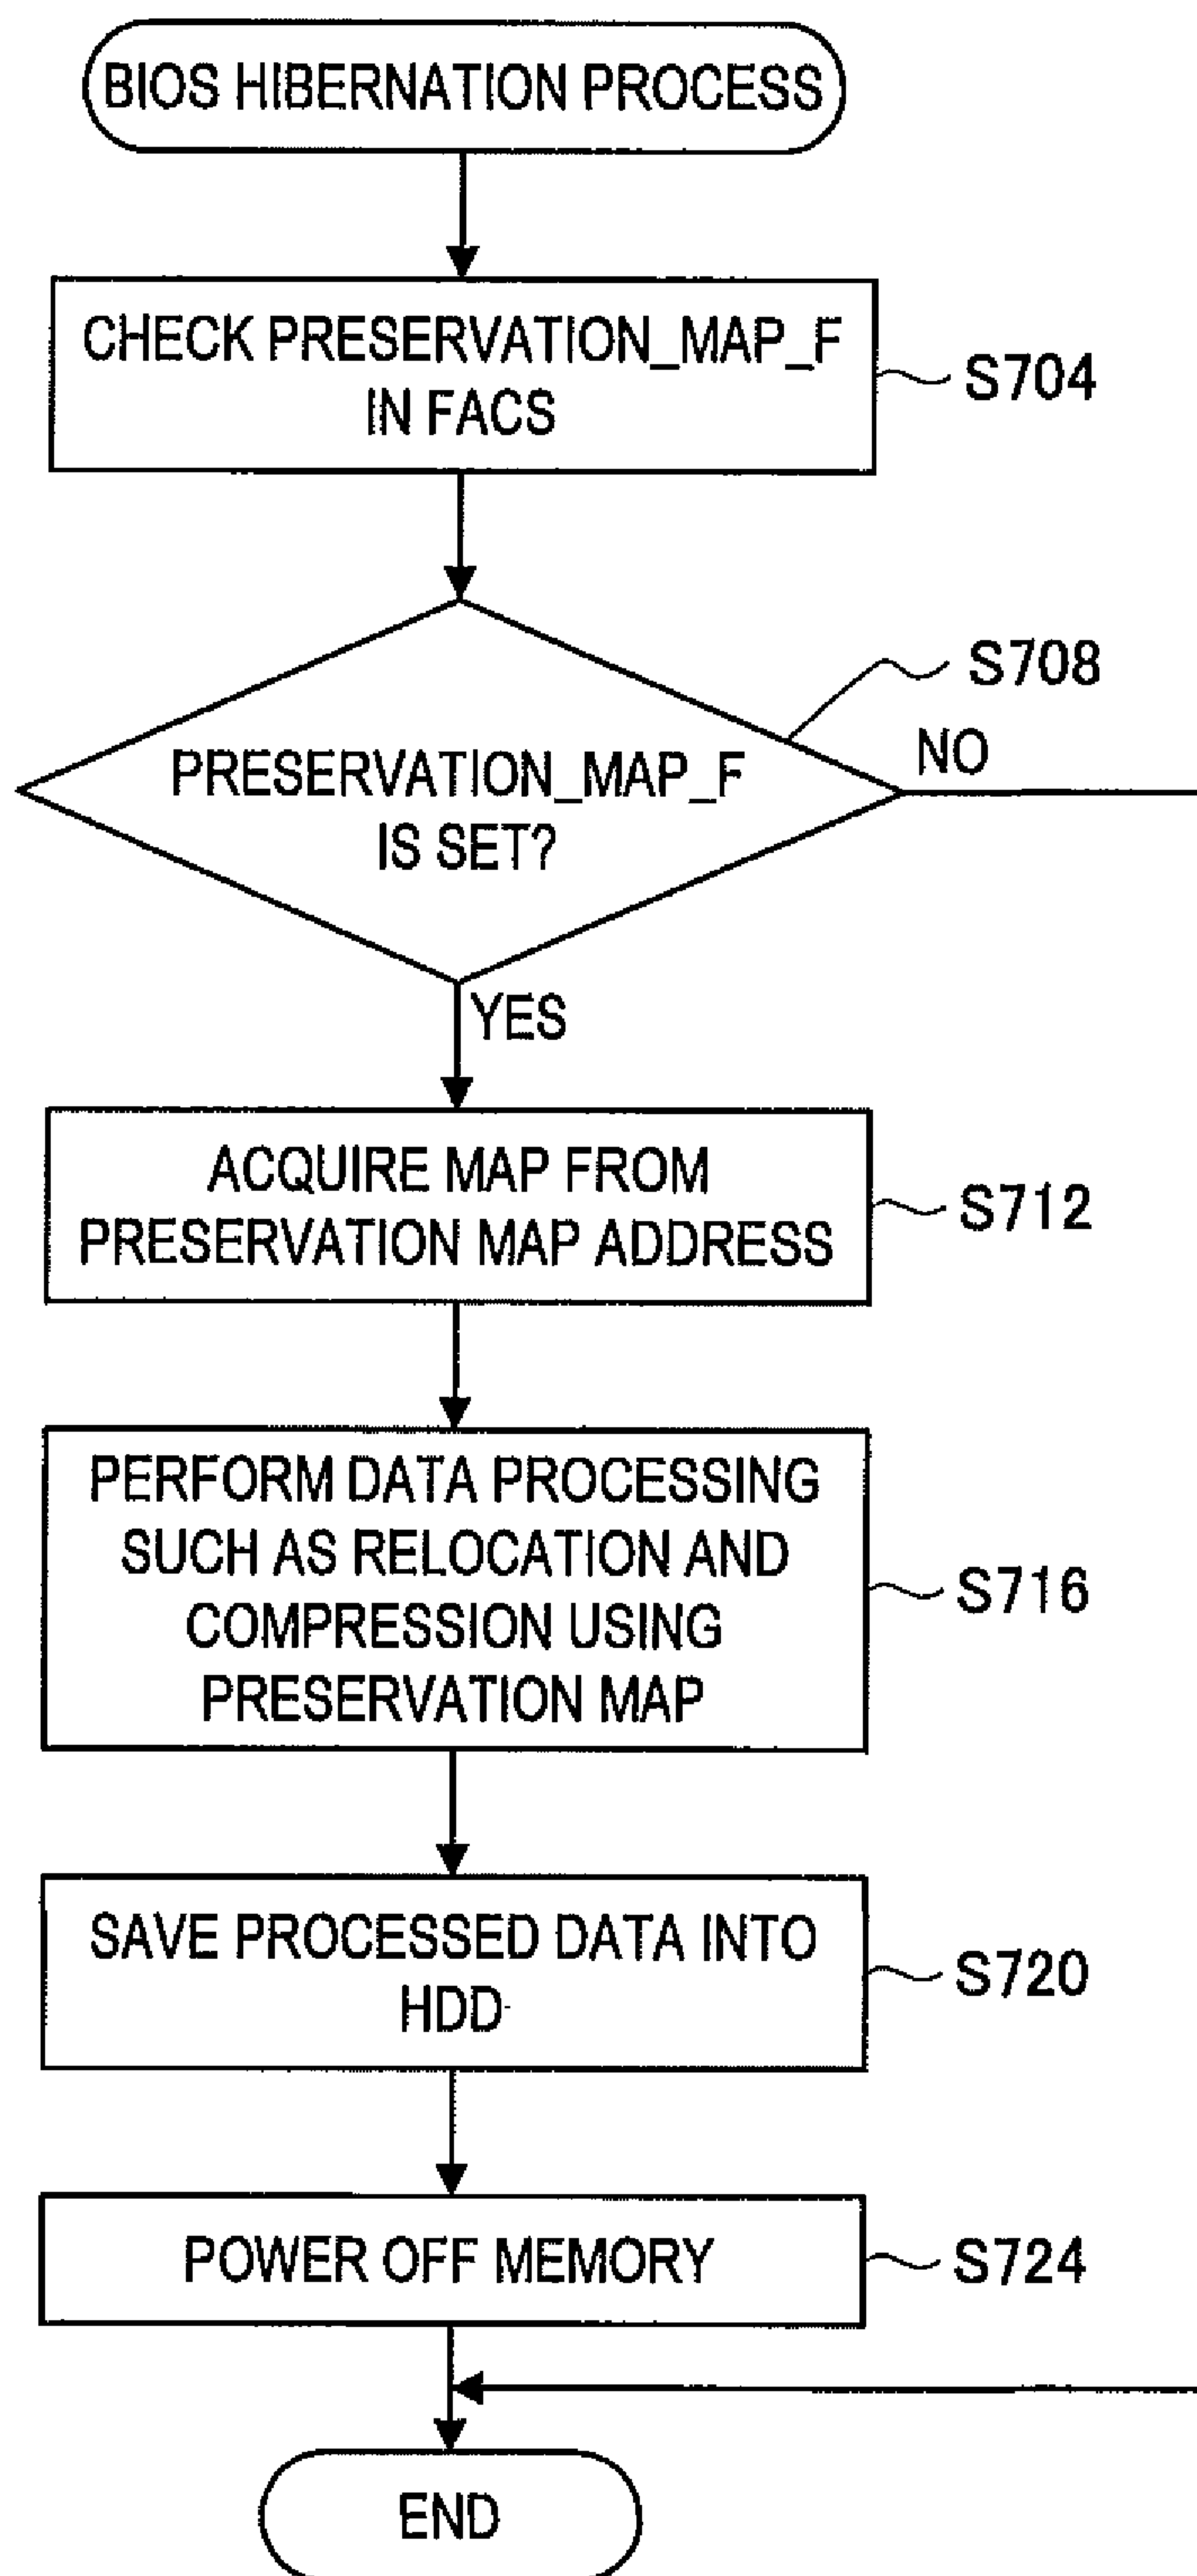 BIOS HIBERNATION PROCESS
CHECK PRESERVATION_MAP_F
IN FACS
S704
S708
PRESERVATION_MAP_F
IS SET?
NO
YES
ACQUIRE MAP FROM
PRESERVATION MAP ADDRESS
S712
PERFORM DATA PROCESSING
SUCH AS RELOCATION AND
COMPRESSION USING
PRESERVATION MAP
S716
SAVE PROCESSED DATA INTO
HDD
S720
POWER OFF MEMORY
S724
END